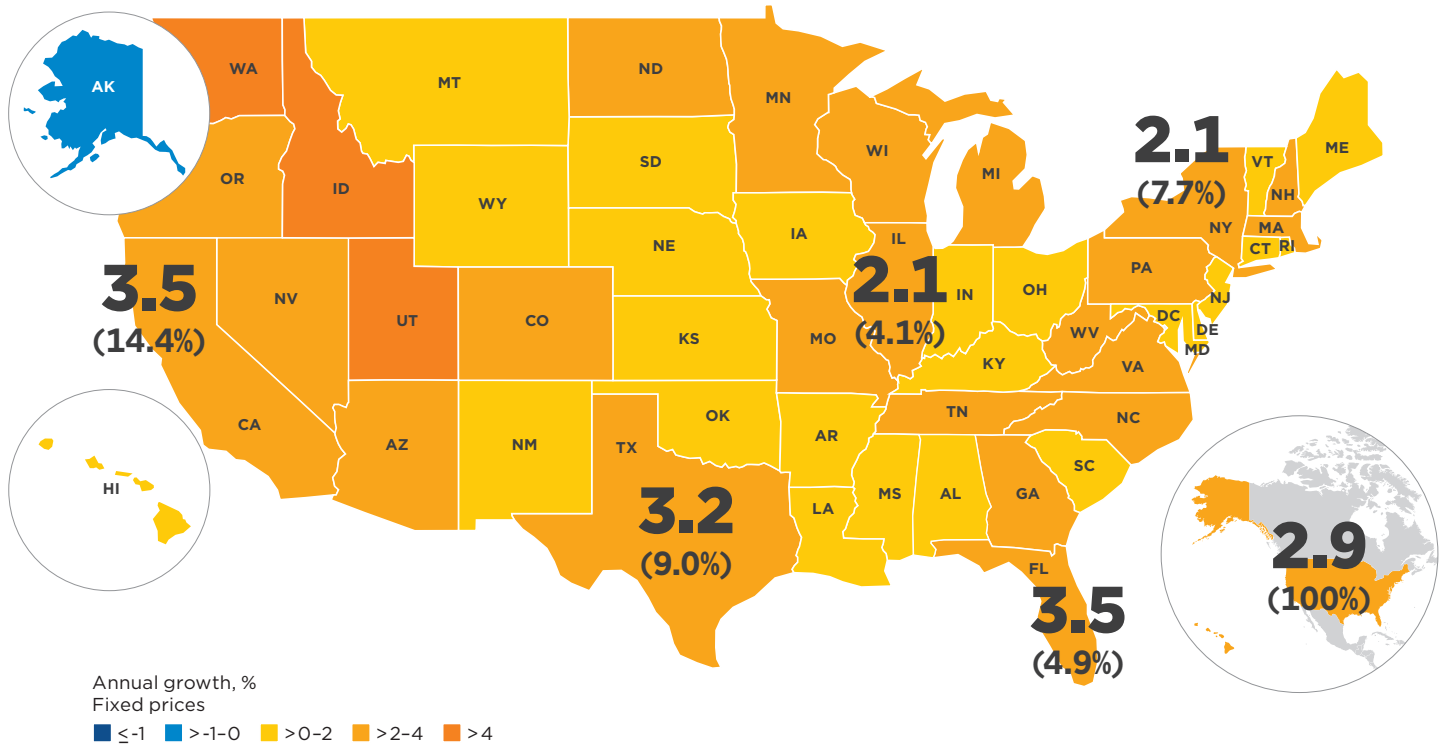 AK
WA
MT
ND
MN
OR
ID
SD
WI
MI
WY
NE
IA
IL
2.1
(4.1%)
IN
OH
PA
2.1
(7.7%)
NY
VT
NH
ME
MA
CT RI
NJ
DC
DE
MD
3.5
(14.4%)
NV
UT
CO
KS
MO
KY
WV
VA
CA
AZ
NM
OK
AR
TN
NC
SC
HI
TX
3.2
(9.0%)
LA
MS
AL
GA
FL
3.5
(4.9%)
2.9
(100%)
Annual growth, %
Fixed prices
≤-1 >-1–0 >0–2 >2–4 >4